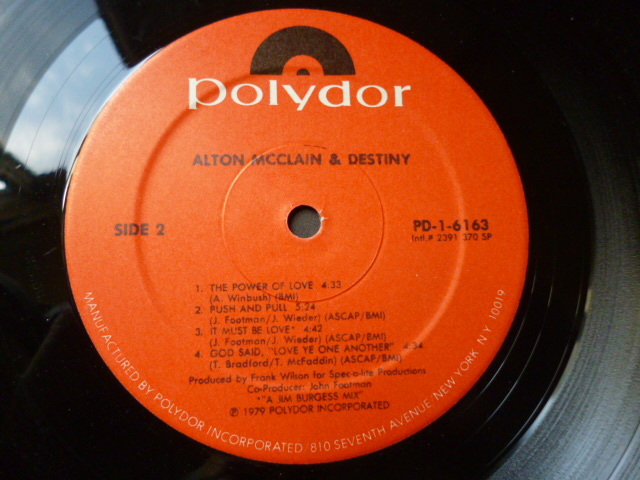 polydor
ALTON MCCLAIN & DESTINY
SIDE 2
PD-1-6163
Intl.# 2391 370 SP
1. THE POWER OF LOVE 4:33
(A. Winbush) (BMI)
2. PUSH AND PULL 5:24
(J. Footman/J. Wieder) (ASCAP/BMI)
3. IT MUST BE LOVE* 4:42
(J. Footman/J. Wieder) (ASCAP/BMI)
4. GOD SAID, "LOVE YE ONE ANOTHER" 4:34
(T. Bradford/T. McFaddin) (ASCAP/BMI)
Produced by Frank Wilson for Spec-o-lite Productions
Co-Producer: John Footman
*"A JIM BURGESS MIX"
℗ 1979 POLYDOR INCORPORATED
MANUFACTURED BY POLYDOR INCORPORATED/810 SEVENTH AVENUE, NEW YORK, N.Y. 10019